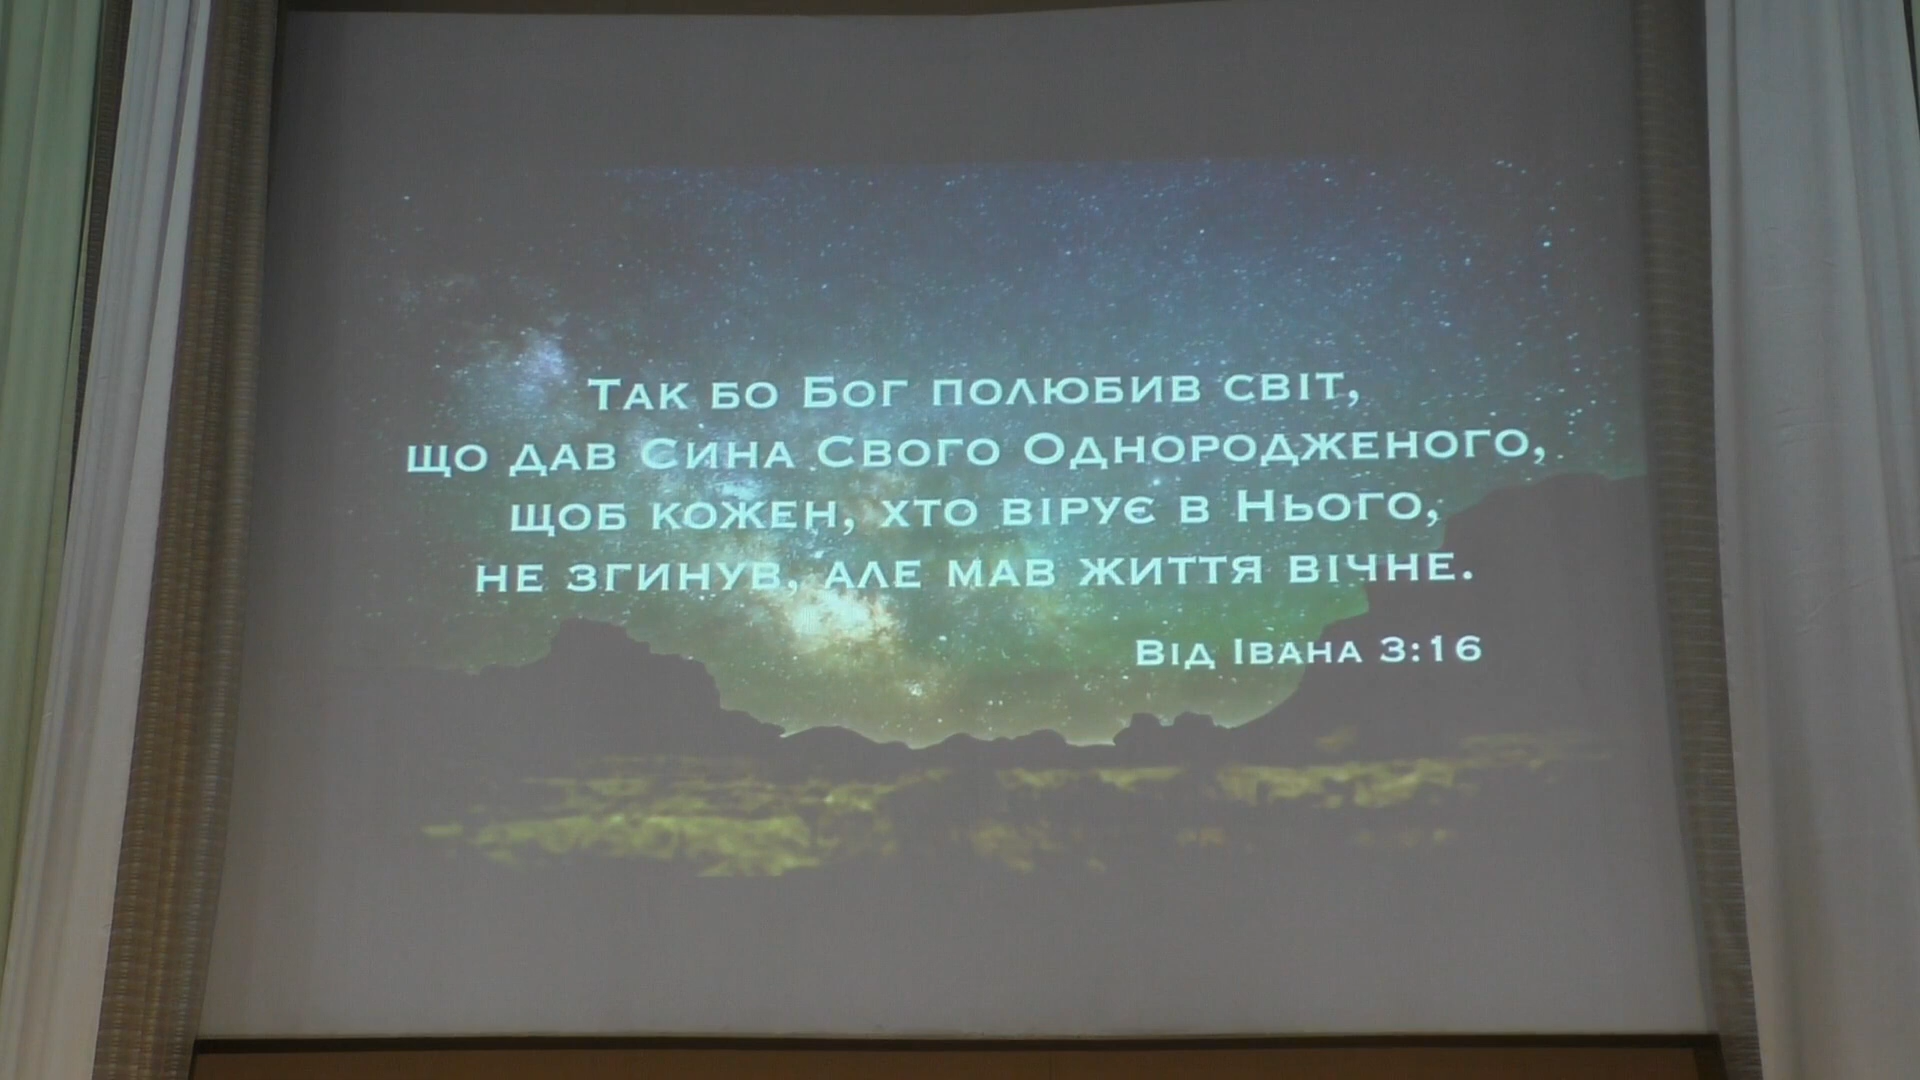 Так бо Бог полюбив світ,
що дав Сина Свого Однородженого,
щоб кожен, хто вірує в Нього,
не згинув, але мав життя вічне.
Від Івана 3:16